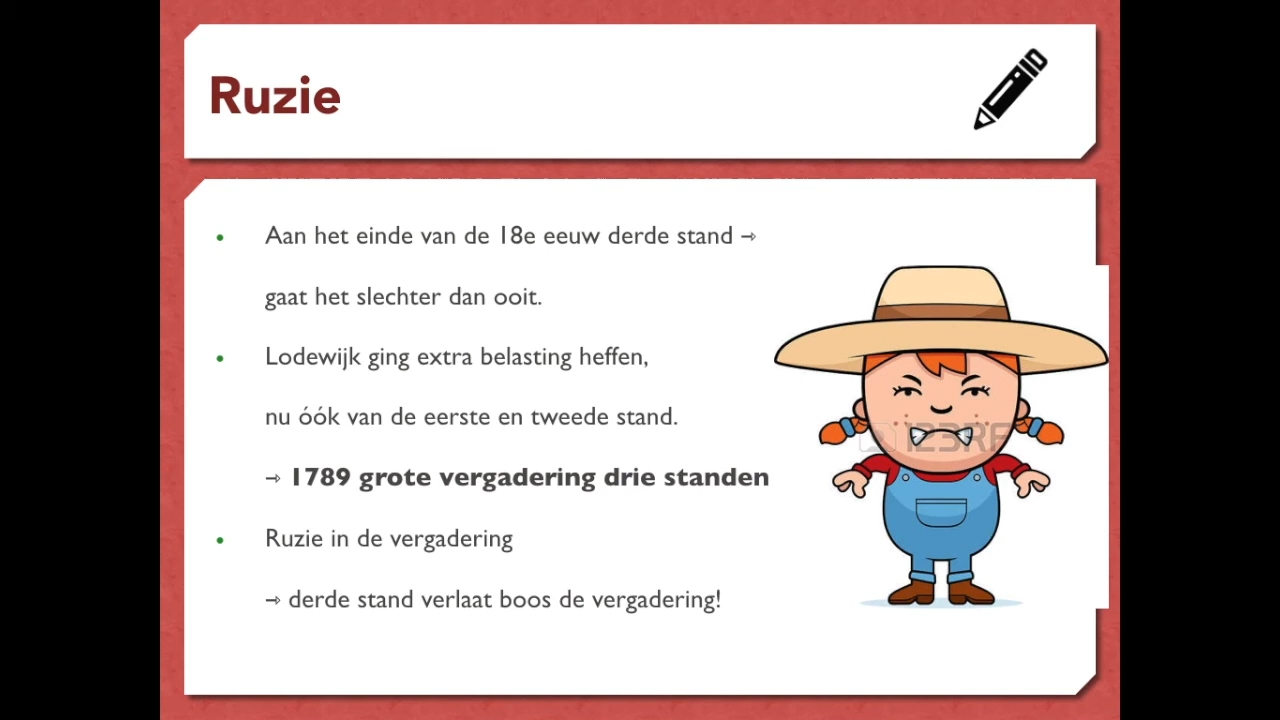 Ruzie
• Aan het einde van de 18e eeuw derde stand →
gaat het slechter dan ooit.
• Lodewijk ging extra belasting heffen,
nu óók van de eerste en tweede stand.
→ 1789 grote vergadering drie standen
• Ruzie in de vergadering
→ derde stand verlaat boos de vergadering!
123RF